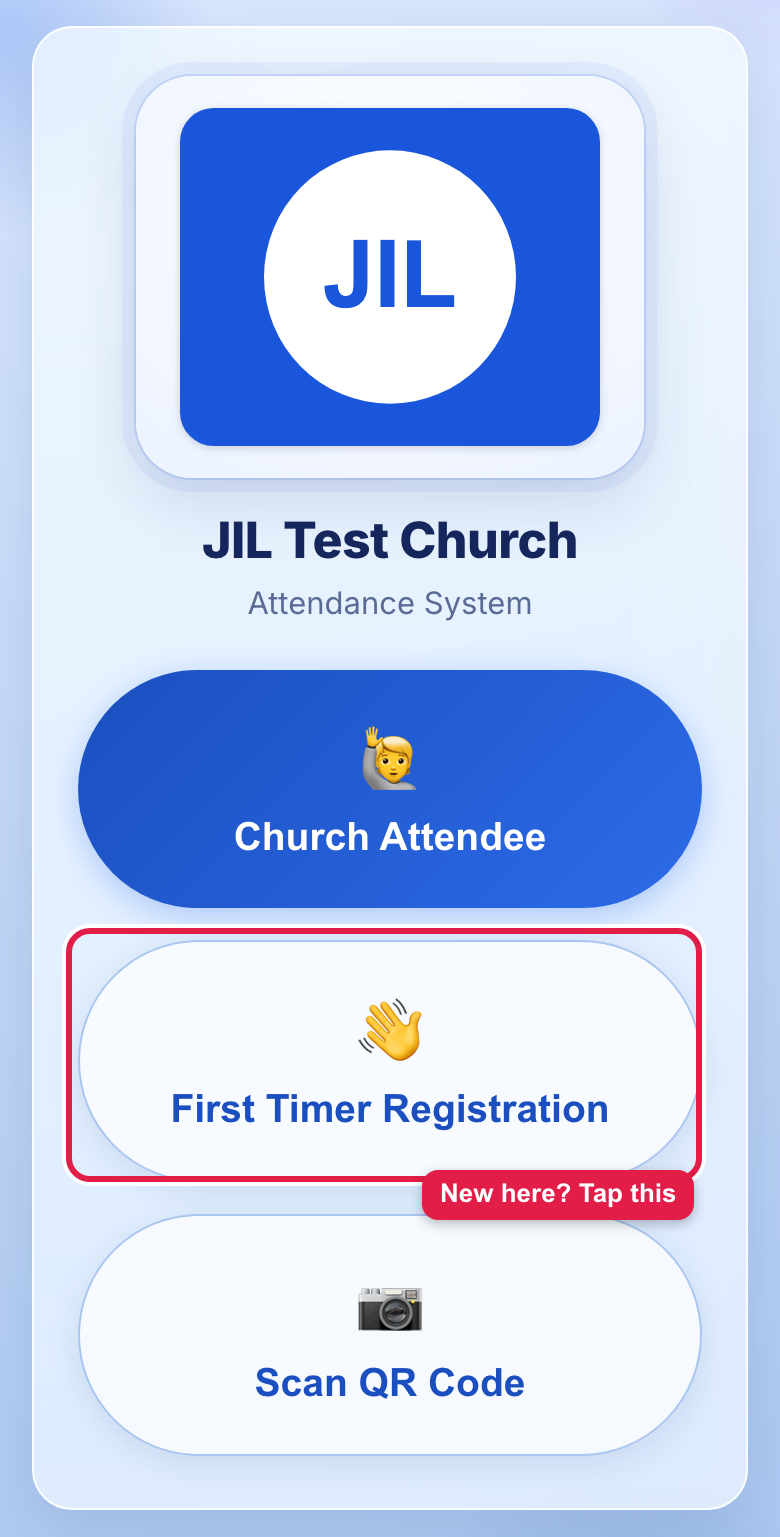 JIL
JIL Test Church
Attendance System
Church Attendee
First Timer Registration
New here? Tap this
Scan QR Code